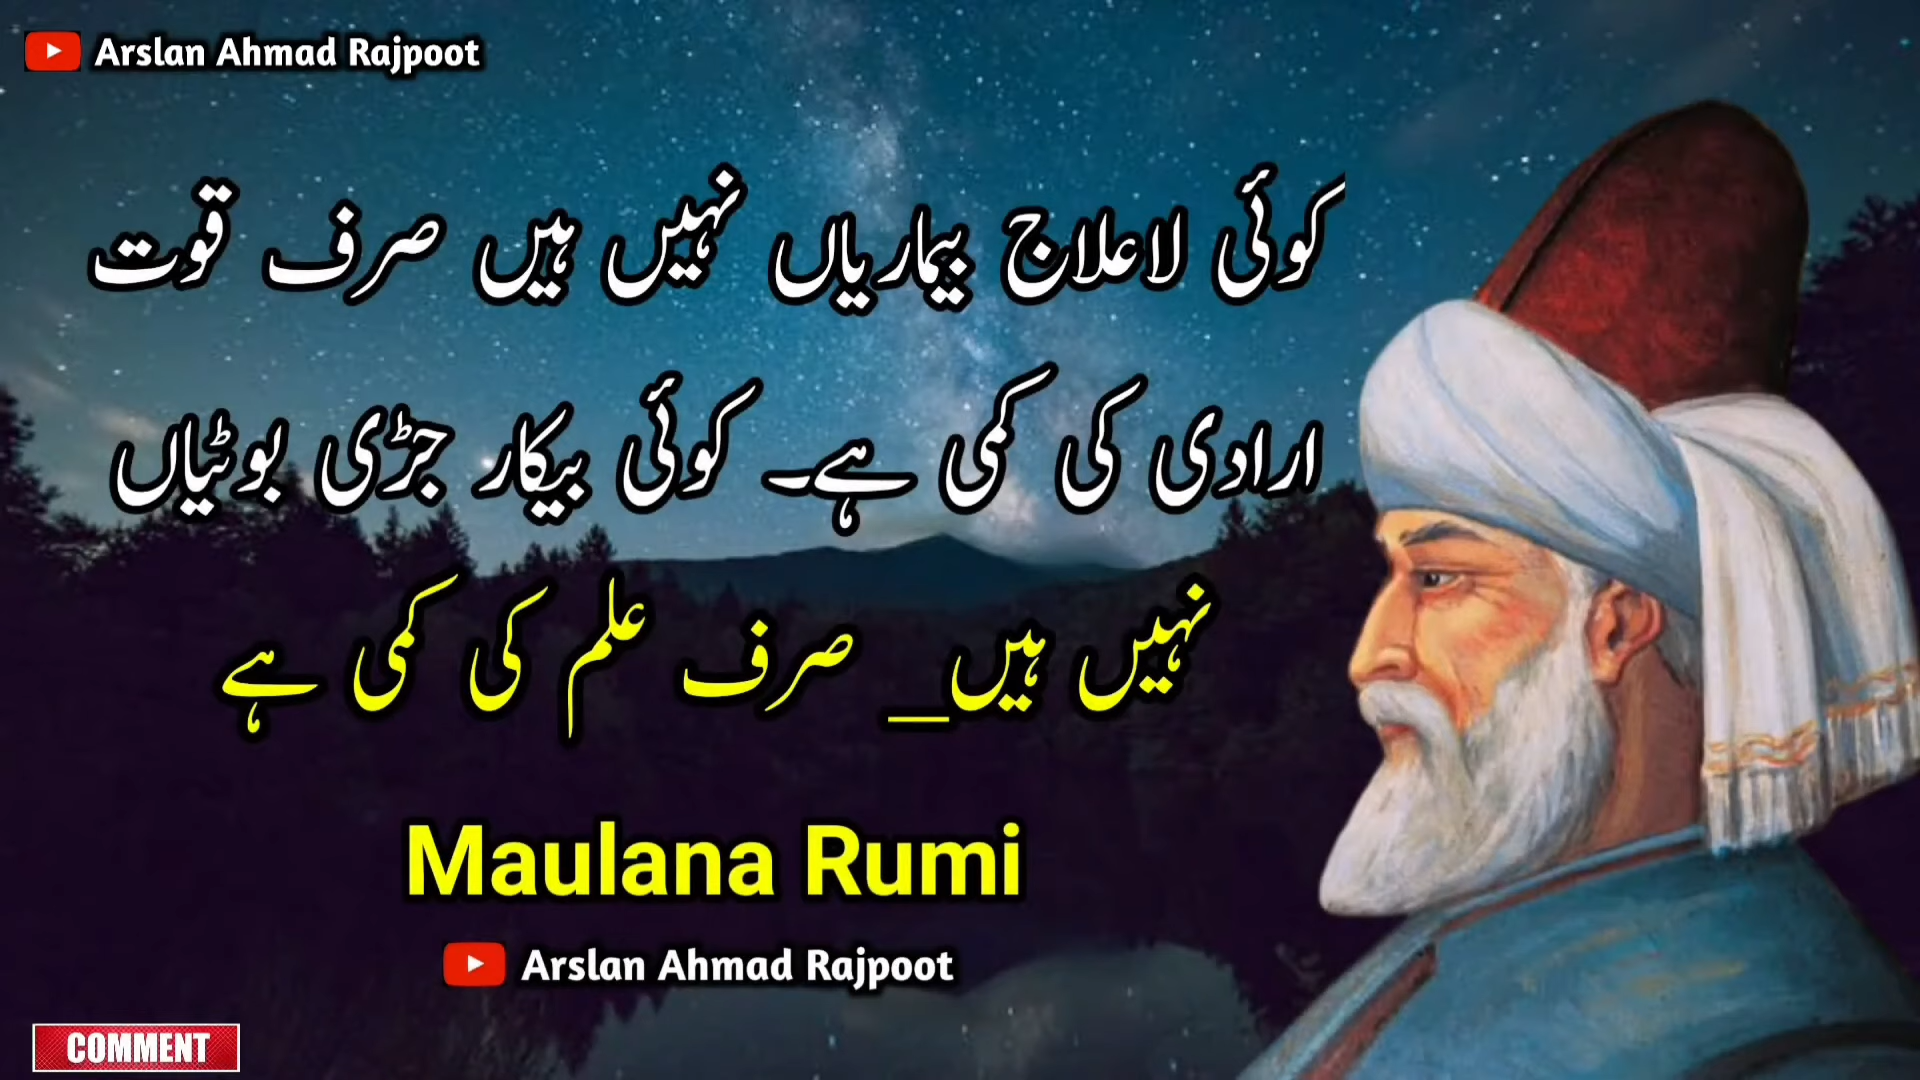 Arslan Ahmad Rajpoot
کوئی لاعلاج بیماریاں نہیں ہیں صرف قوت
ارادی کی کمی ہے۔ کوئی بیکار جڑی بوٹیاں
نہیں ہیں_ صرف علم کی کمی ہے
Maulana Rumi
Arslan Ahmad Rajpoot
COMMENT